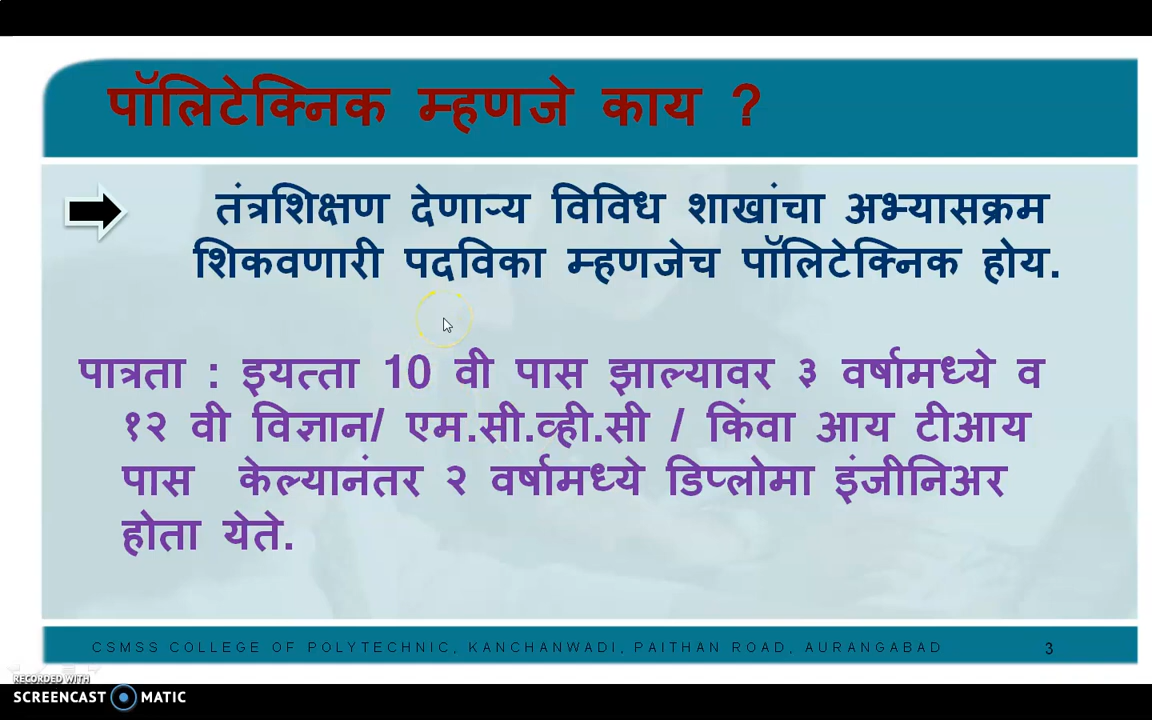 पॉलिटेक्निक म्हणजे काय ?
तंत्रशिक्षण देणाऱ्य विविध शाखांचा अभ्यासक्रम
शिकवणारी पदविका म्हणजेच पॉलिटेक्निक होय.
पात्रता : इयत्ता 10 वी पास झाल्यावर ३ वर्षामध्ये व
१२ वी विज्ञान/ एम.सी.व्ही.सी / किंवा आय टीआय
पास केल्यानंतर २ वर्षामध्ये डिप्लोमा इंजीनिअर
होता येते.
CSMSS COLLEGE OF POLYTECHNIC, KANCHANWADI, PAITHAN ROAD, AURANGABAD 3
RECORDED WITH
SCREENCAST MATIC